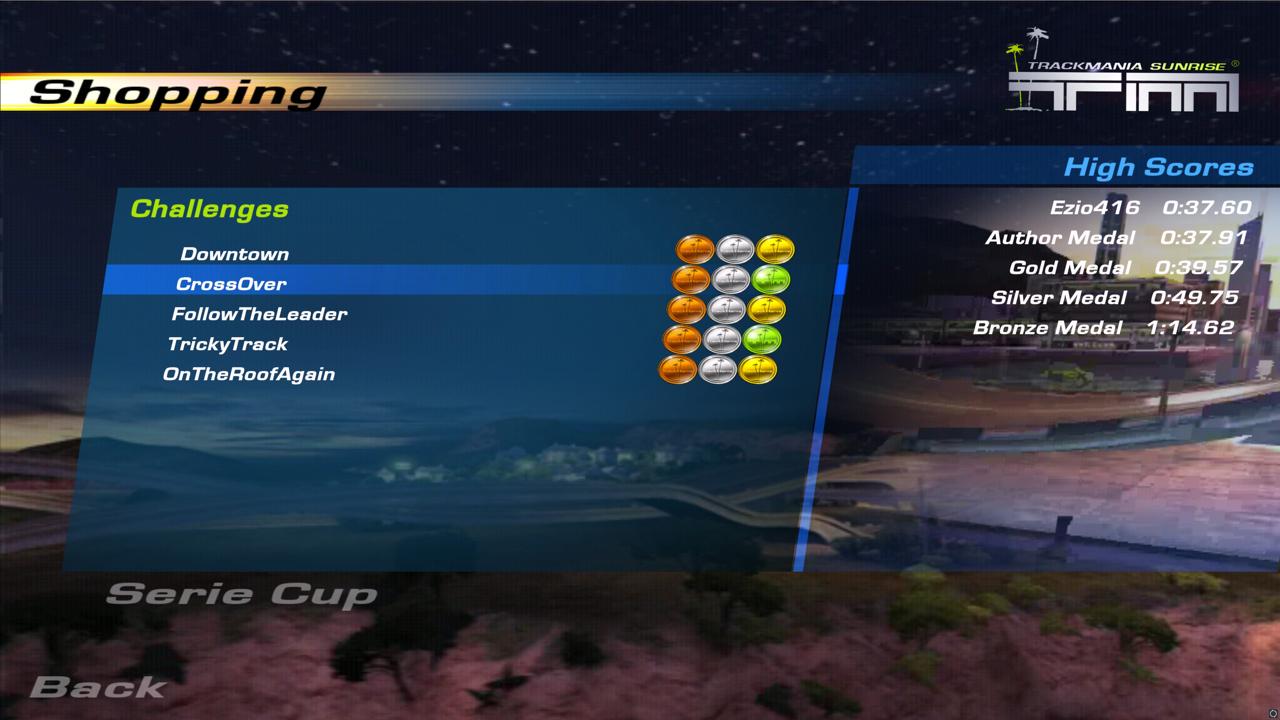 Shopping
TRACKMANIA SUNRISE ®
TM
High Scores
Challenges
Downtown
CrossOver
FollowTheLeader
TrickyTrack
OnTheRoofAgain
Ezio416 0:37.60
Author Medal 0:37.91
Gold Medal 0:39.57
Silver Medal 0:49.75
Bronze Medal 1:14.62
Serie Cup
Back